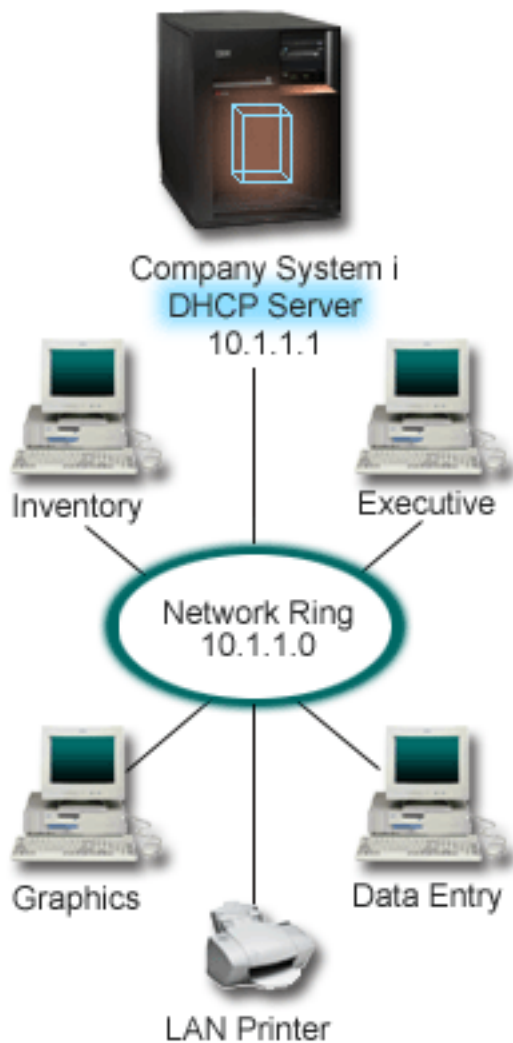 Company System i
DHCP Server
10.1.1.1
Inventory
Executive
Network Ring
10.1.1.0
Graphics
Data Entry
LAN Printer